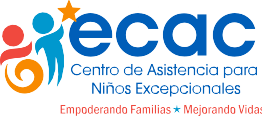 ecac
Centro de Asistencia para
Niños Excepcionales
Empoderando Familias ★ Mejorando Vidas